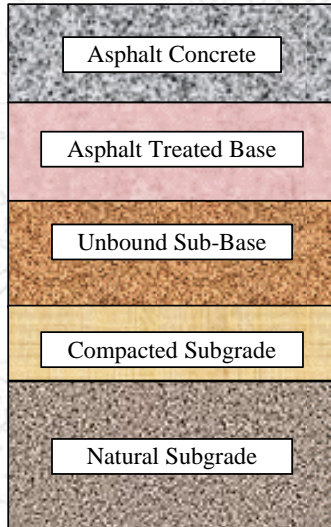 Asphalt Concrete
Asphalt Treated Base
Unbound Sub-Base
Compacted Subgrade
Natural Subgrade